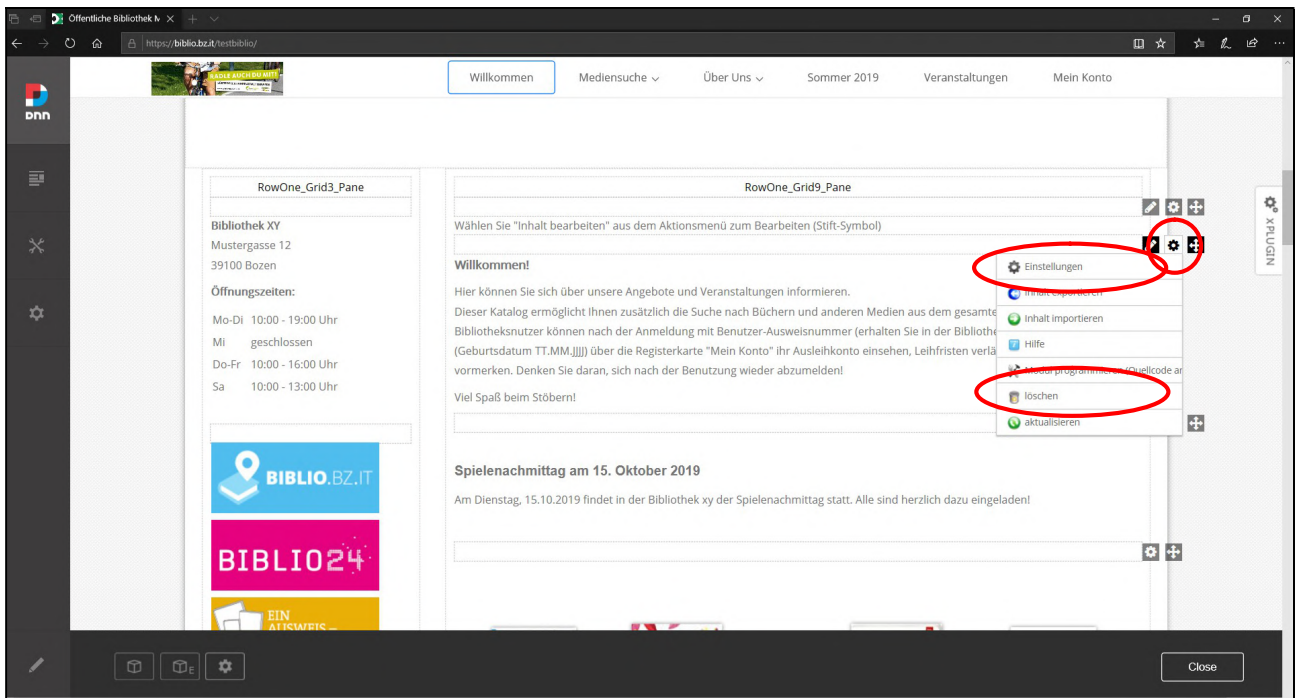 Öffentliche Bibliothek M
https://biblio.bz.it/testbiblio/
DNN
RADLE AUCH DU MIT!
Willkommen
Mediensuche
Über Uns
Sommer 2019
Veranstaltungen
Mein Konto
RowOne_Grid3_Pane
RowOne_Grid9_Pane
XPLUGIN
Bibliothek XY
Mustergasse 12
39100 Bozen
Öffnungszeiten:
Mo-Di 10:00 - 19:00 Uhr
Mi geschlossen
Do-Fr 10:00 - 16:00 Uhr
Sa 10:00 - 13:00 Uhr
BIBLIO.BZ.IT
BIBLIO24
EIN
AUSWEIS –
Wählen Sie "Inhalt bearbeiten" aus dem Aktionsmenü zum Bearbeiten (Stift-Symbol)
Willkommen!
Hier können Sie sich über unsere Angebote und Veranstaltungen informieren.
Dieser Katalog ermöglicht Ihnen zusätzlich die Suche nach Büchern und anderen Medien aus dem gesamte
Bibliotheksnutzer können nach der Anmeldung mit Benutzer-Ausweisnummer (erhalten Sie in der Bibliothe
(Geburtsdatum TT.MM.JJJJ) über die Registerkarte "Mein Konto" ihr Ausleihkonto einsehen, Leihfristen verlä
vormerken. Denken Sie daran, sich nach der Benutzung wieder abzumelden!
Viel Spaß beim Stöbern!
Einstellungen
Inhalt exportieren
Inhalt importieren
Hilfe
Modul programmieren (Quellcode an
löschen
aktualisieren
Spielenachmittag am 15. Oktober 2019
Am Dienstag, 15.10.2019 findet in der Bibliothek xy der Spielenachmittag statt. Alle sind herzlich dazu eingeladen!
E
Close